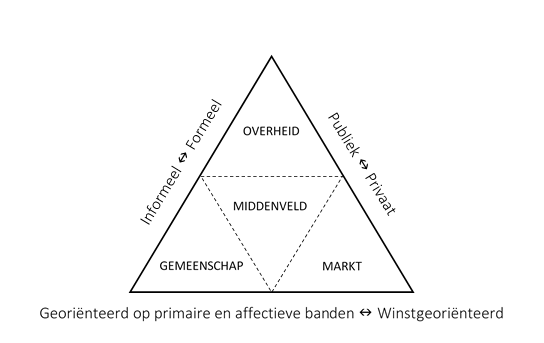 Informeel ↔ Formeel
Publiek ↔ Privaat
OVERHEID
MIDDENVELD
GEMEENSCHAP
MARKT
Georiënteerd op primaire en affectieve banden ↔ Winstgeoriënteerd